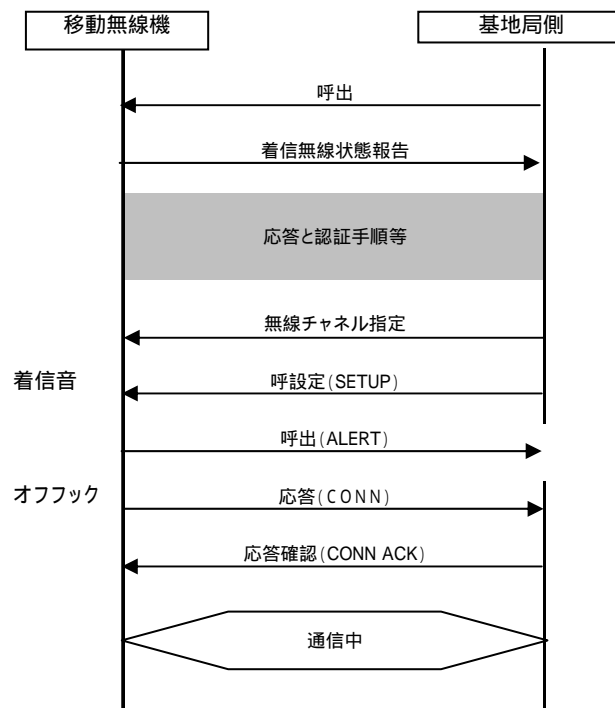 移動無線機
基地局側
呼出
着信無線状態報告
応答と認証手順等
無線チャネル指定
着信音
呼設定(SETUP)
呼出(ALERT)
オフフック
応答(CONN)
応答確認(CONN ACK)
通信中